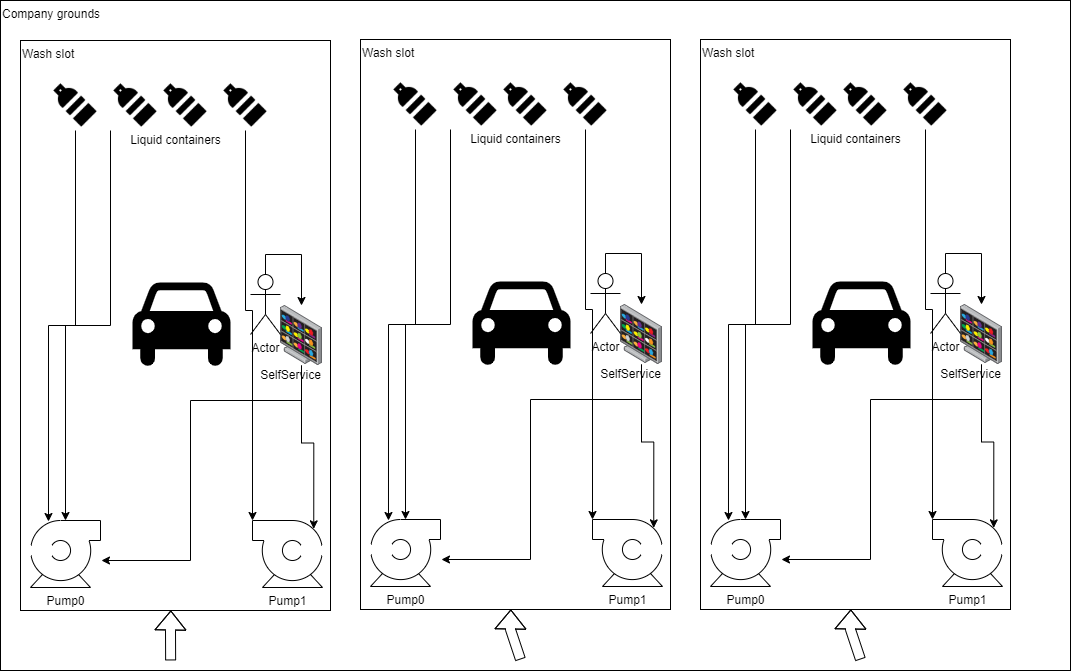 Company grounds
Wash slot
Wash slot
Wash slot
Liquid containers
Liquid containers
Liquid containers
Actor
Actor
Actor
SelfService
SelfService
SelfService
Pump0
Pump1
Pump0
Pump1
Pump0
Pump1